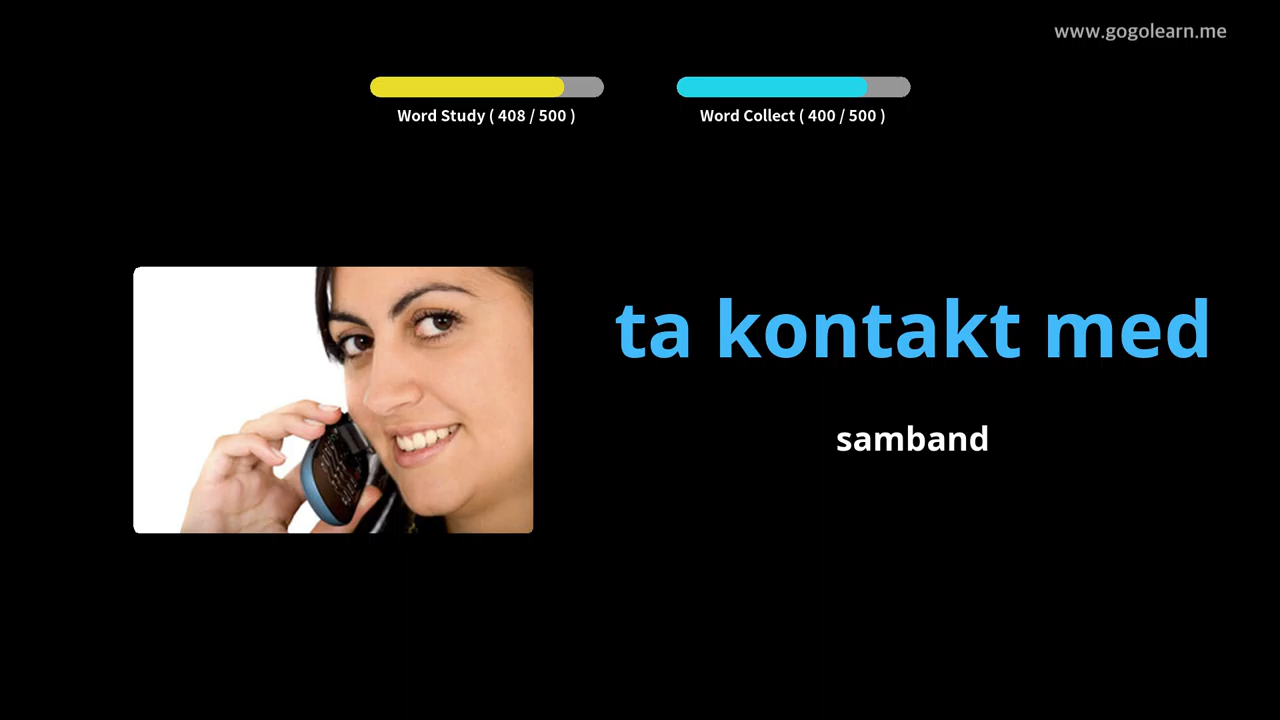 www.gogolearn.me
Word Study ( 408 / 500 )
Word Collect ( 400 / 500 )
ta kontakt med
samband